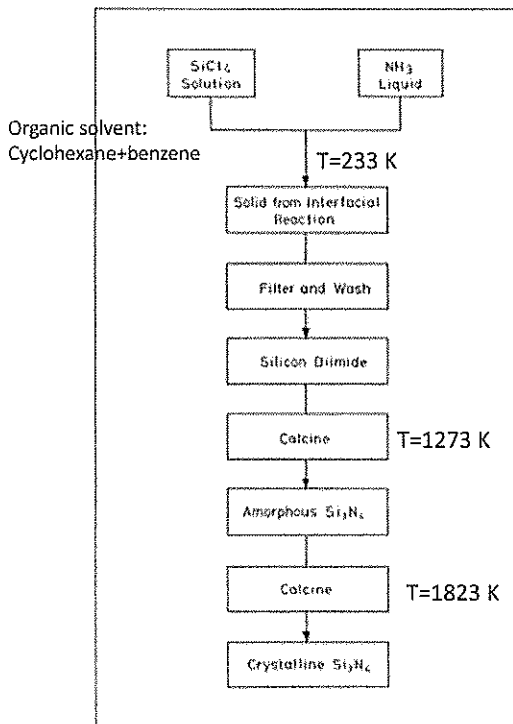 SiCl4
Solution
NH3
Liquid
Organic solvent:
Cyclohexane+benzene
T=233 K
Solid from Interfacial
Reaction
Filter and Wash
Silicon Diimide
Calcine
T=1273 K
Amorphous Si3N4
Calcine
T=1823 K
Crystalline Si3N4